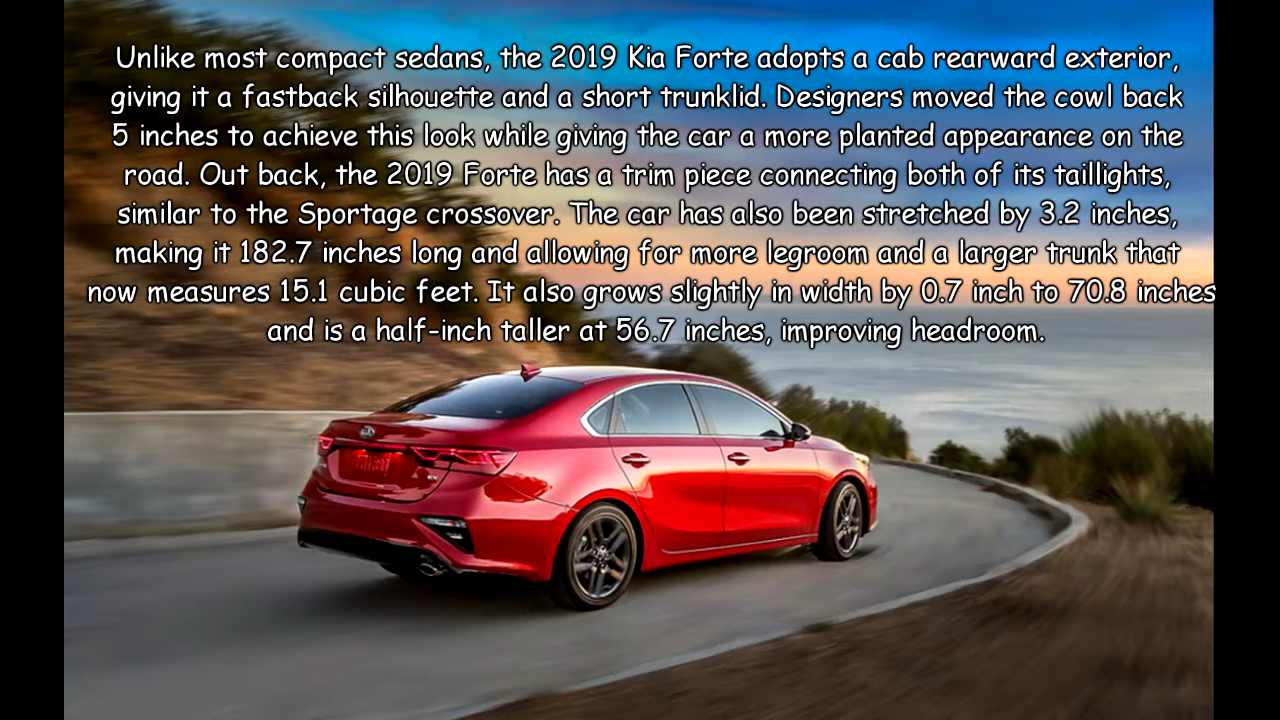 Unlike most compact sedans, the 2019 Kia Forte adopts a cab rearward exterior,
giving it a fastback silhouette and a short trunklid. Designers moved the cowl back
5 inches to achieve this look while giving the car a more planted appearance on the
road. Out back, the 2019 Forte has a trim piece connecting both of its taillights,
similar to the Sportage crossover. The car has also been stretched by 3.2 inches,
making it 182.7 inches long and allowing for more legroom and a larger trunk that
now measures 15.1 cubic feet. It also grows slightly in width by 0.7 inch to 70.8 inches
and is a half-inch taller at 56.7 inches, improving headroom.